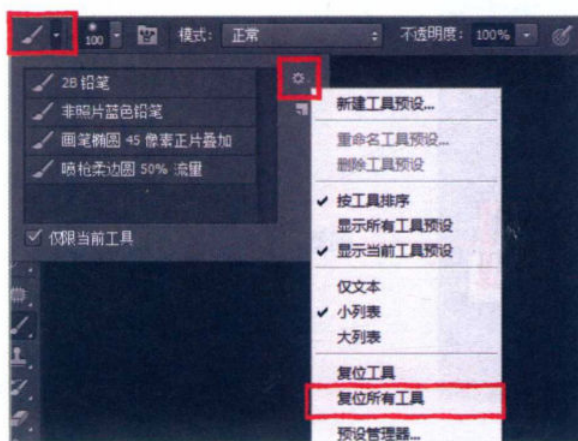 100 模式： 正常 不透明度： 100%
2B 铅笔
非照片蓝色铅笔
画笔椭圆 45 像素正片叠加
喷枪柔边圆 50% 流量
仅限当前工具
新建工具预设...
重命名工具预设...
删除工具预设
按工具排序
显示所有工具预设
显示当前工具预设
仅文本
小列表
大列表
复位工具
复位所有工具
预设管理器...